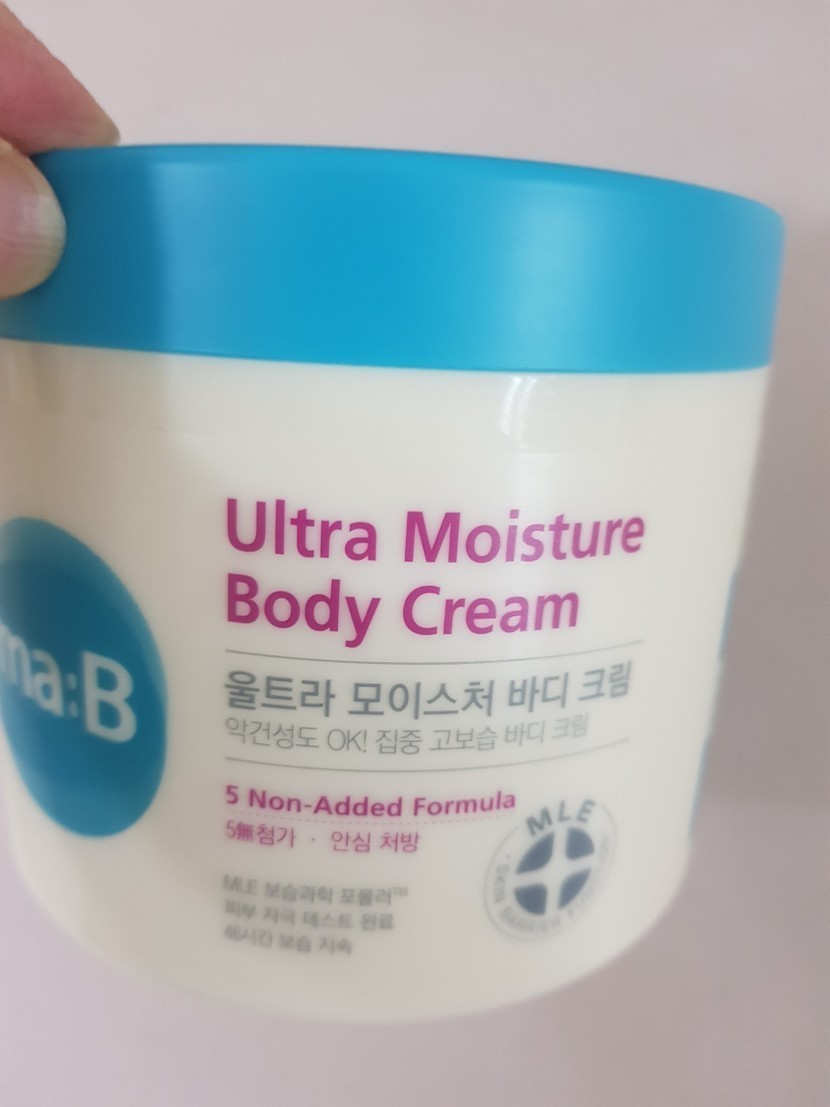 ma:B
Ultra Moisture
Body Cream
울트라 모이스처 바디 크림
악건성도 OK! 집중 고보습 바디 크림
5 Non-Added Formula
5無첨가 · 안심 처방
MLE 보습과학 포뮬러™
피부 자극 테스트 완료
48시간 보습 지속
MLE
· SKIN BARRIER FUNCTION ·